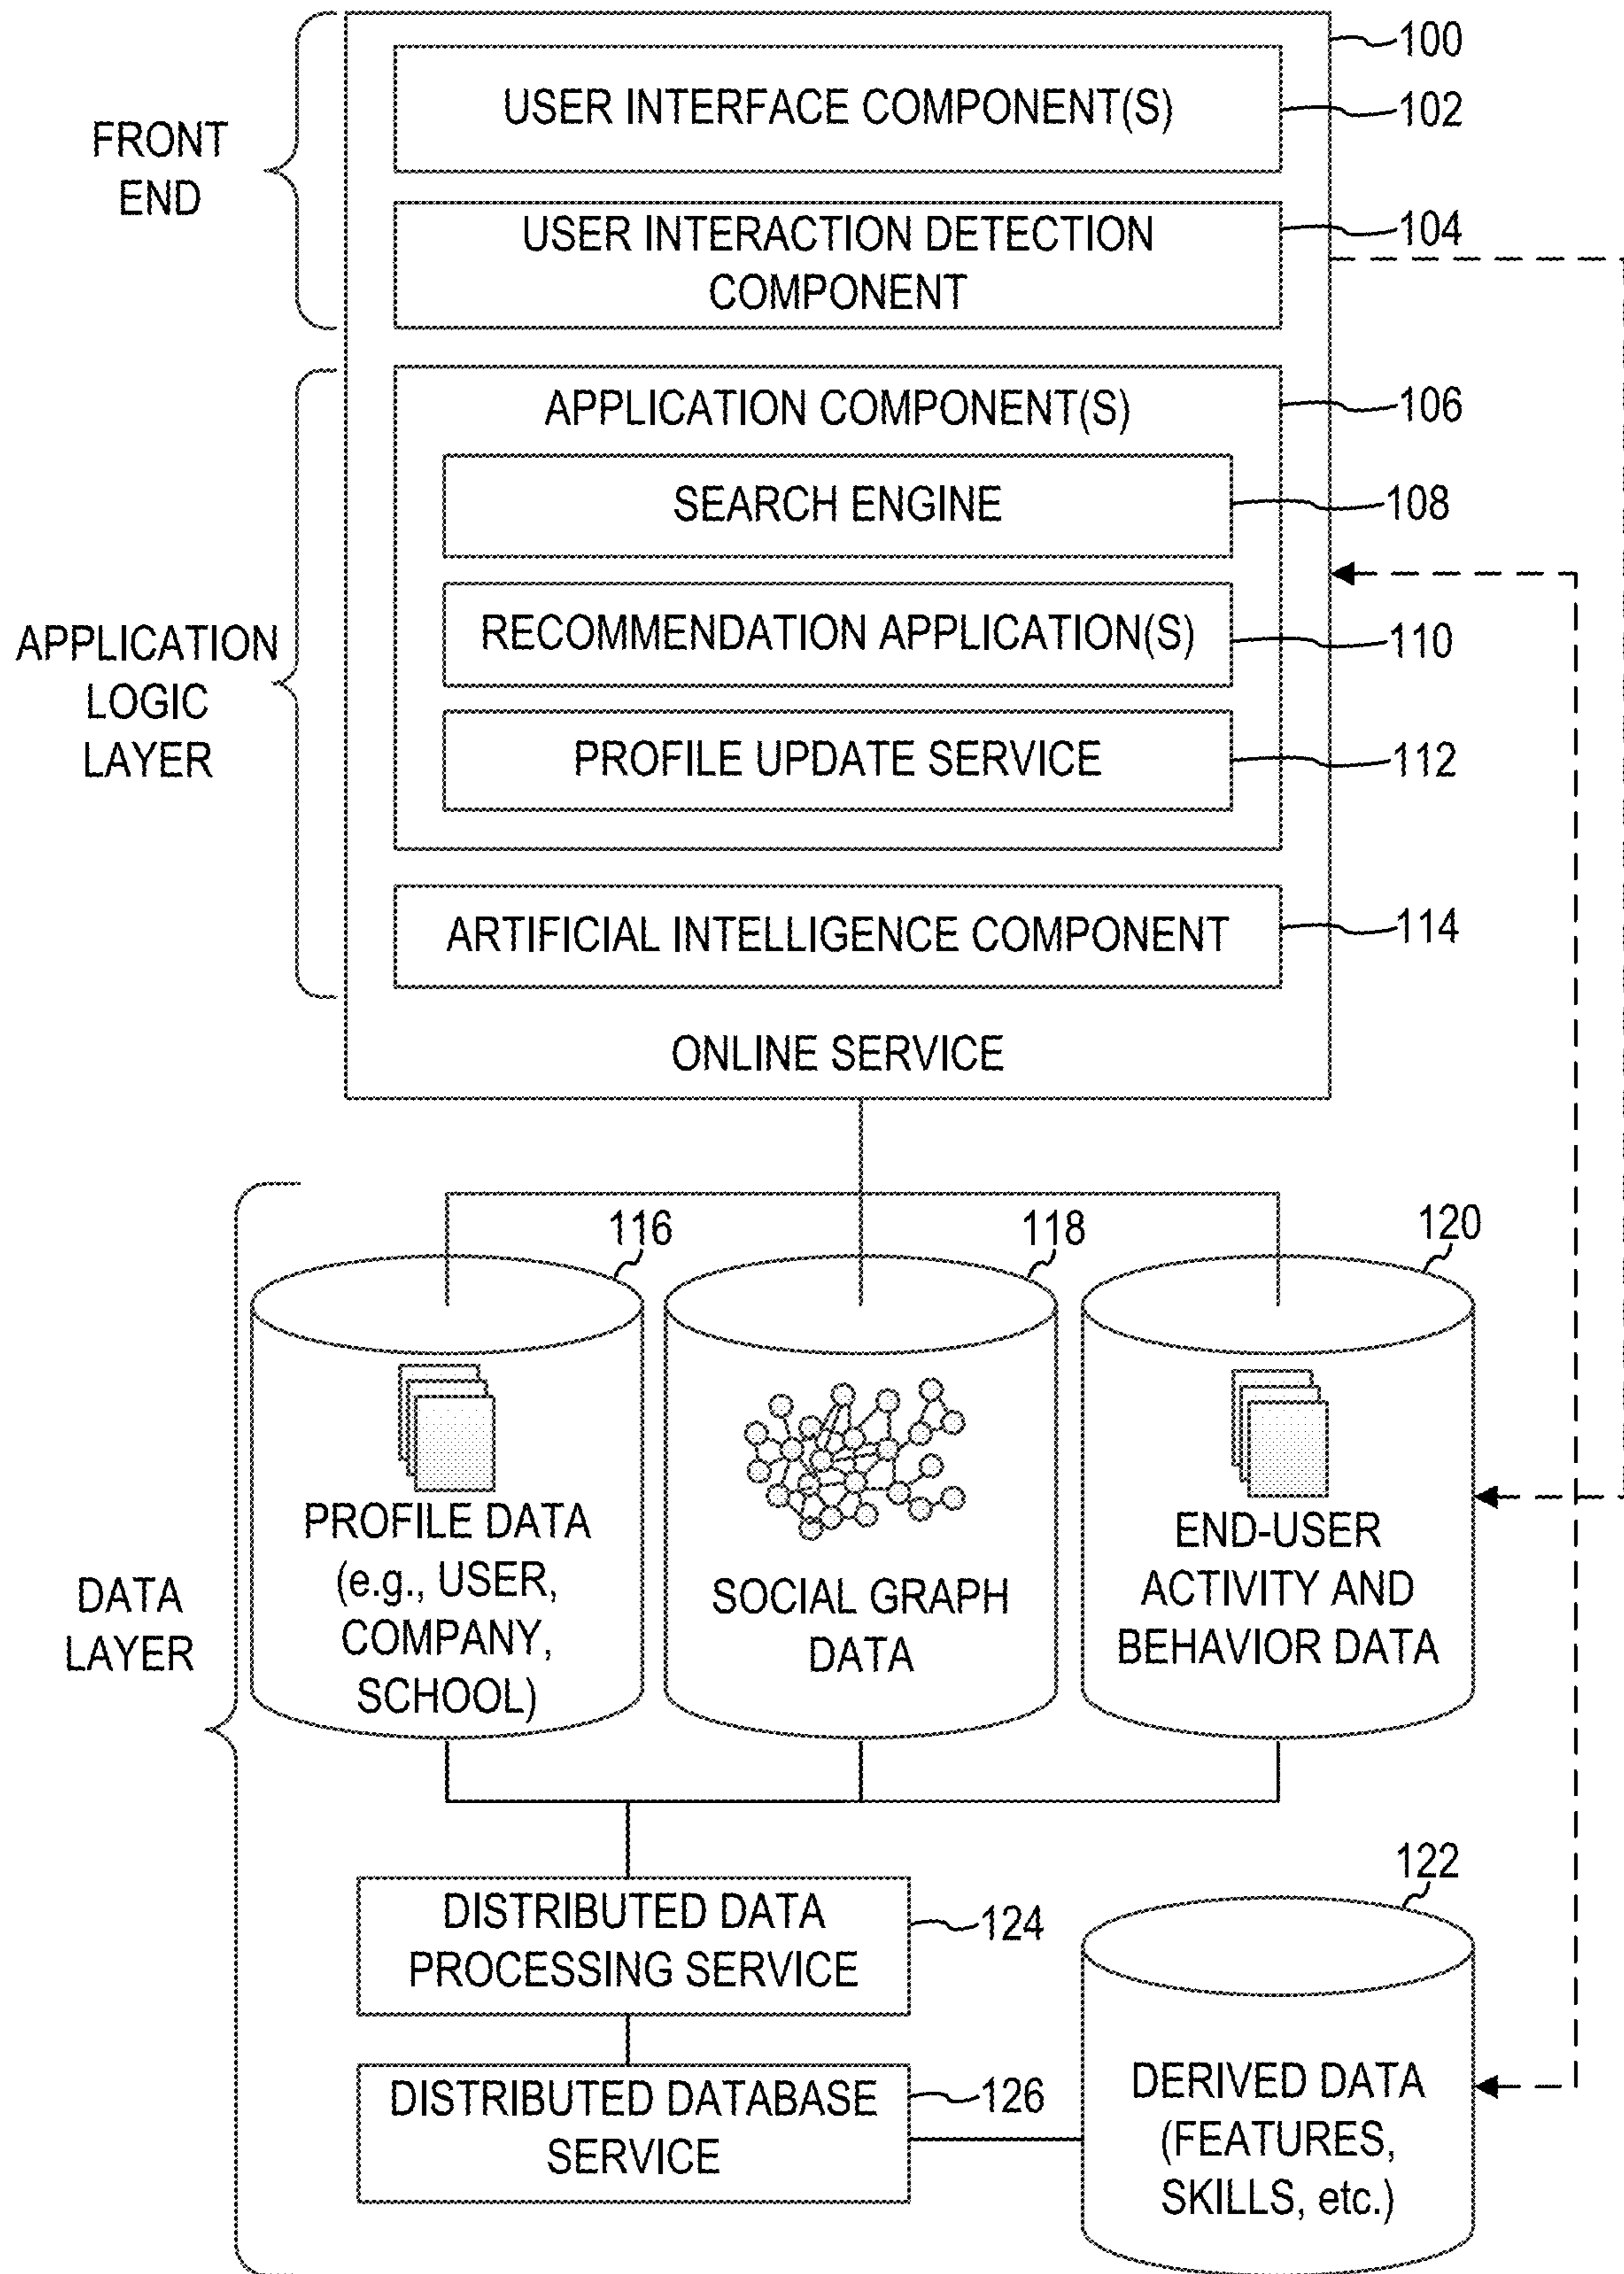 100
USER INTERFACE COMPONENT(S)
102
FRONT
END
USER INTERACTION DETECTION
COMPONENT
104
APPLICATION COMPONENT(S)
106
SEARCH ENGINE
108
APPLICATION
LOGIC
LAYER
RECOMMENDATION APPLICATION(S)
110
PROFILE UPDATE SERVICE
112
ARTIFICIAL INTELLIGENCE COMPONENT
114
ONLINE SERVICE
116
118
120
DATA
LAYER
PROFILE DATA
(e.g., USER,
COMPANY,
SCHOOL)
SOCIAL GRAPH
DATA
END-USER
ACTIVITY AND
BEHAVIOR DATA
DISTRIBUTED DATA
PROCESSING SERVICE
124
122
DISTRIBUTED DATABASE
SERVICE
126
DERIVED DATA
(FEATURES,
SKILLS, etc.)